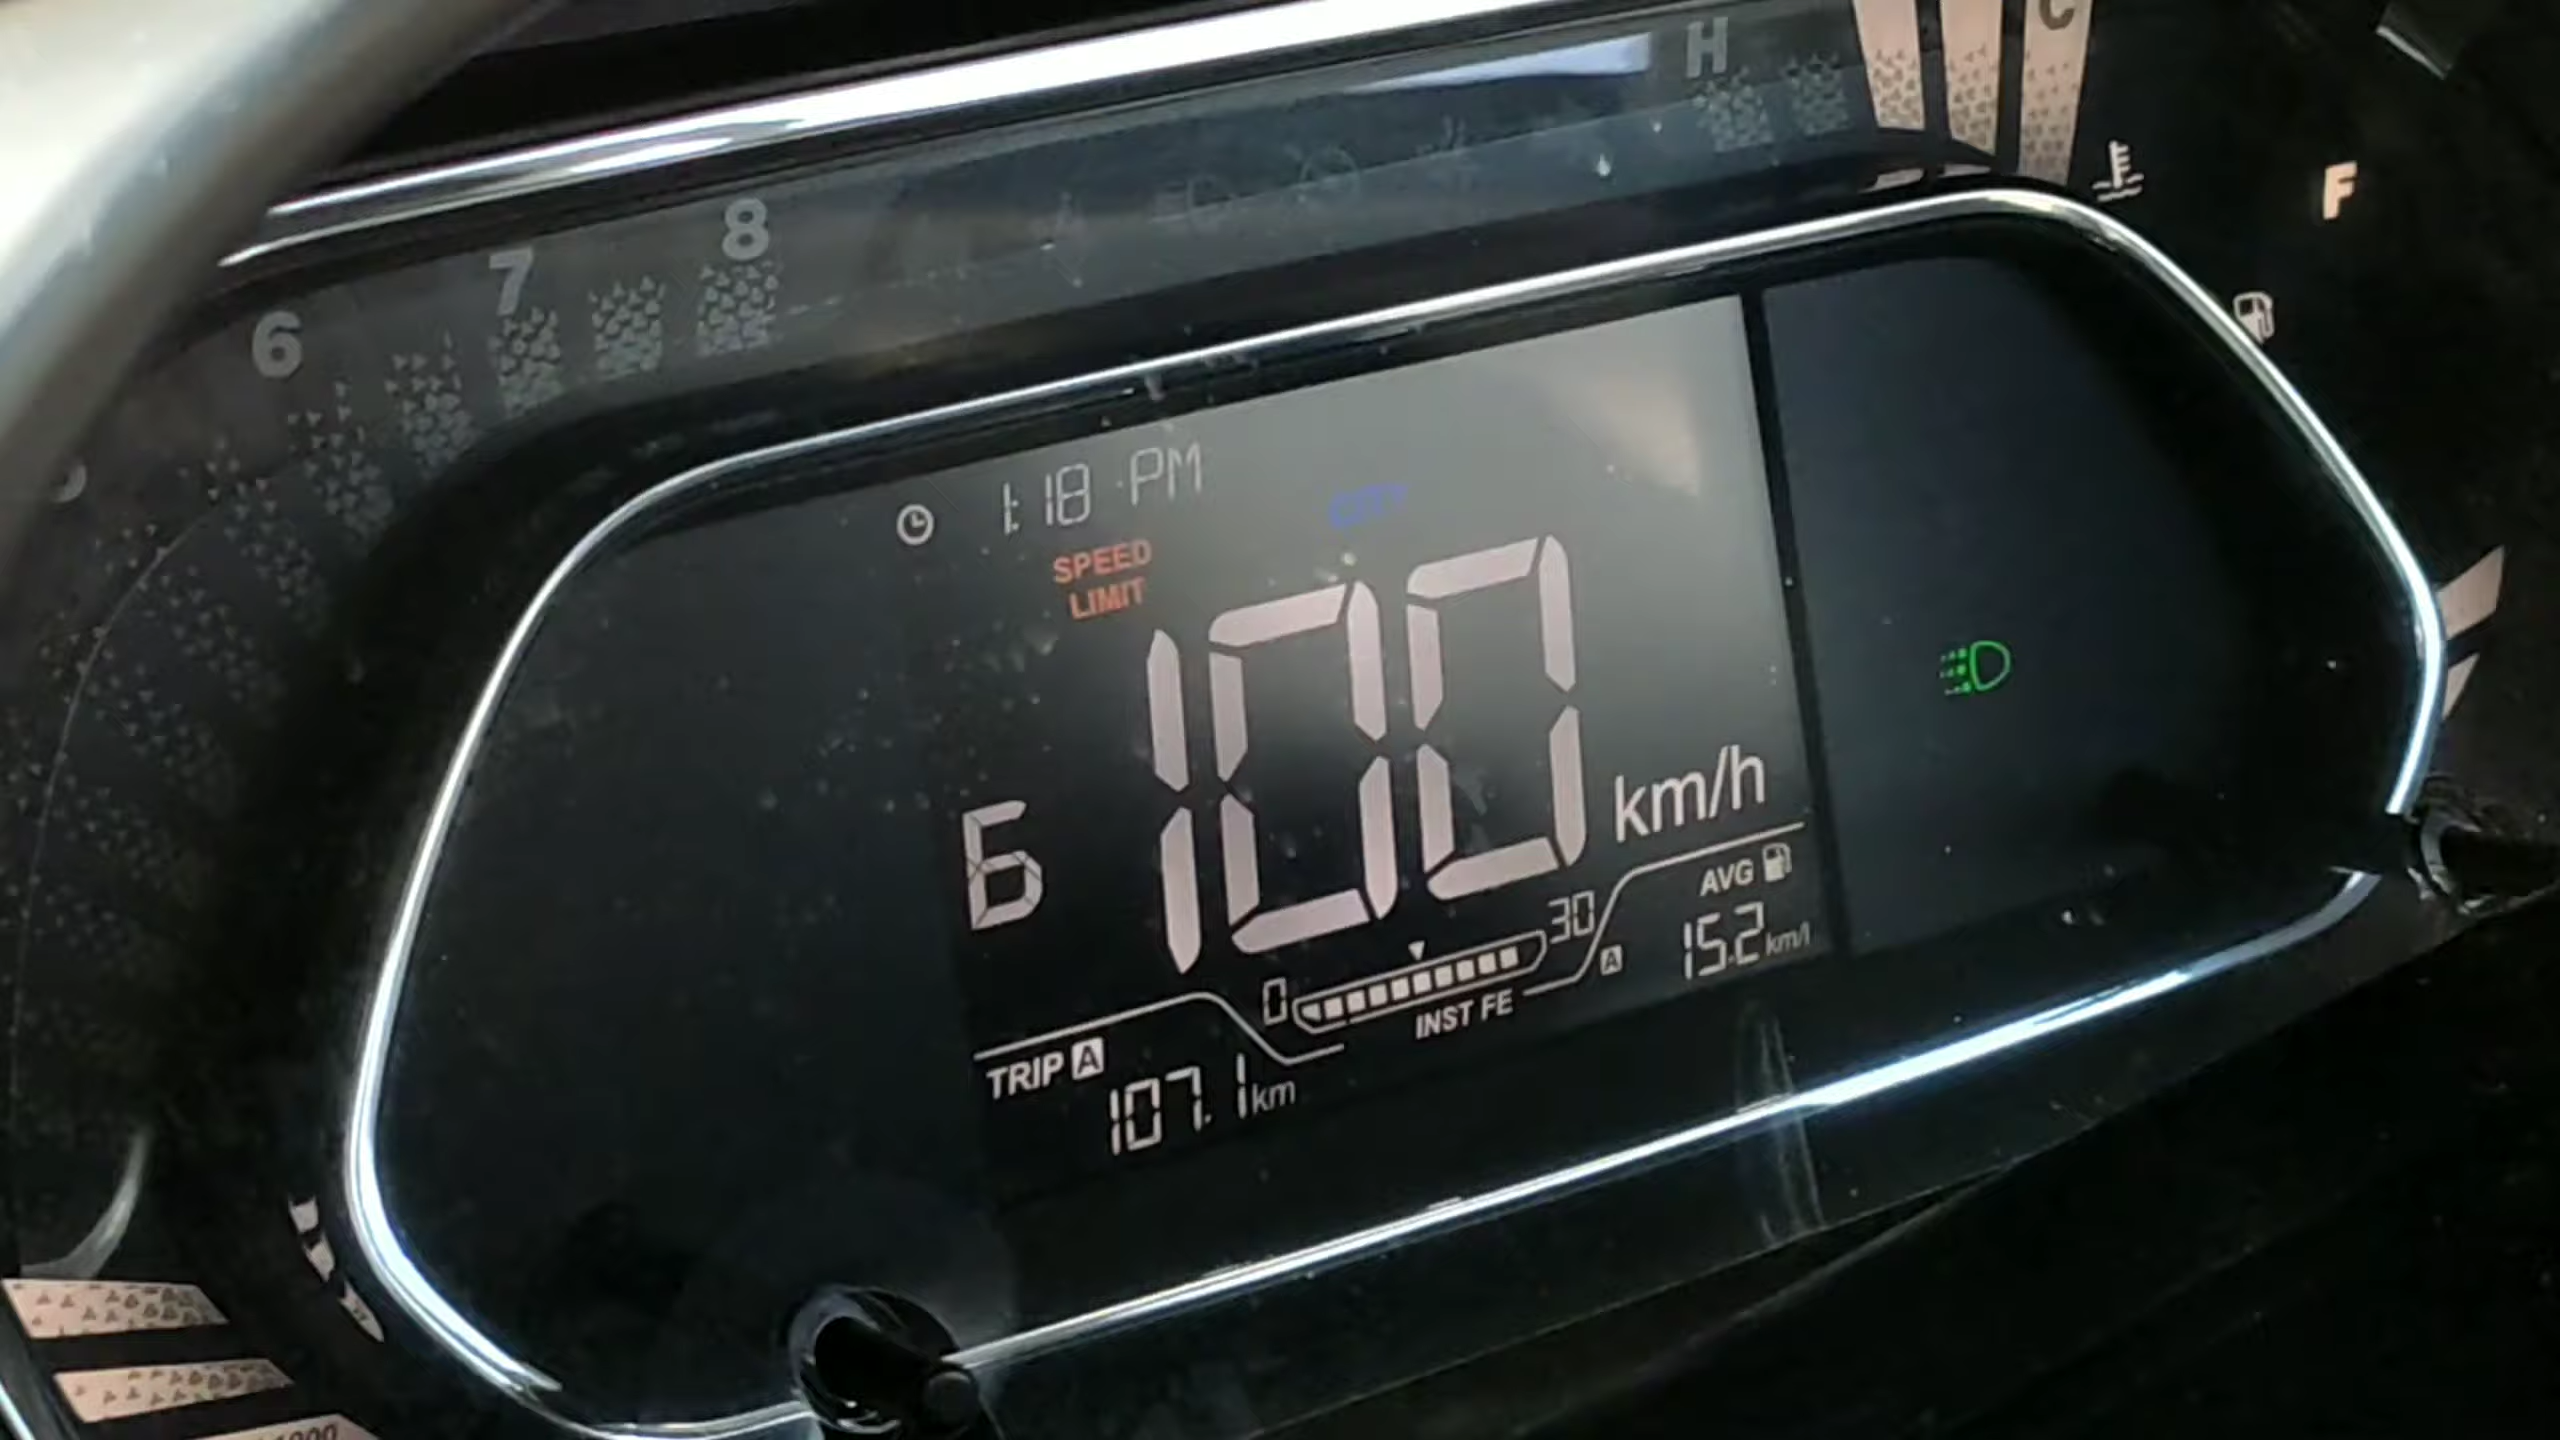 H
C
F
8
7
6
1:18 PM
CITY
SPEED
LIMIT
6
100 km/h
AVG
15.2 km/l
0
30
A
INST FE
TRIP A
107.1 km